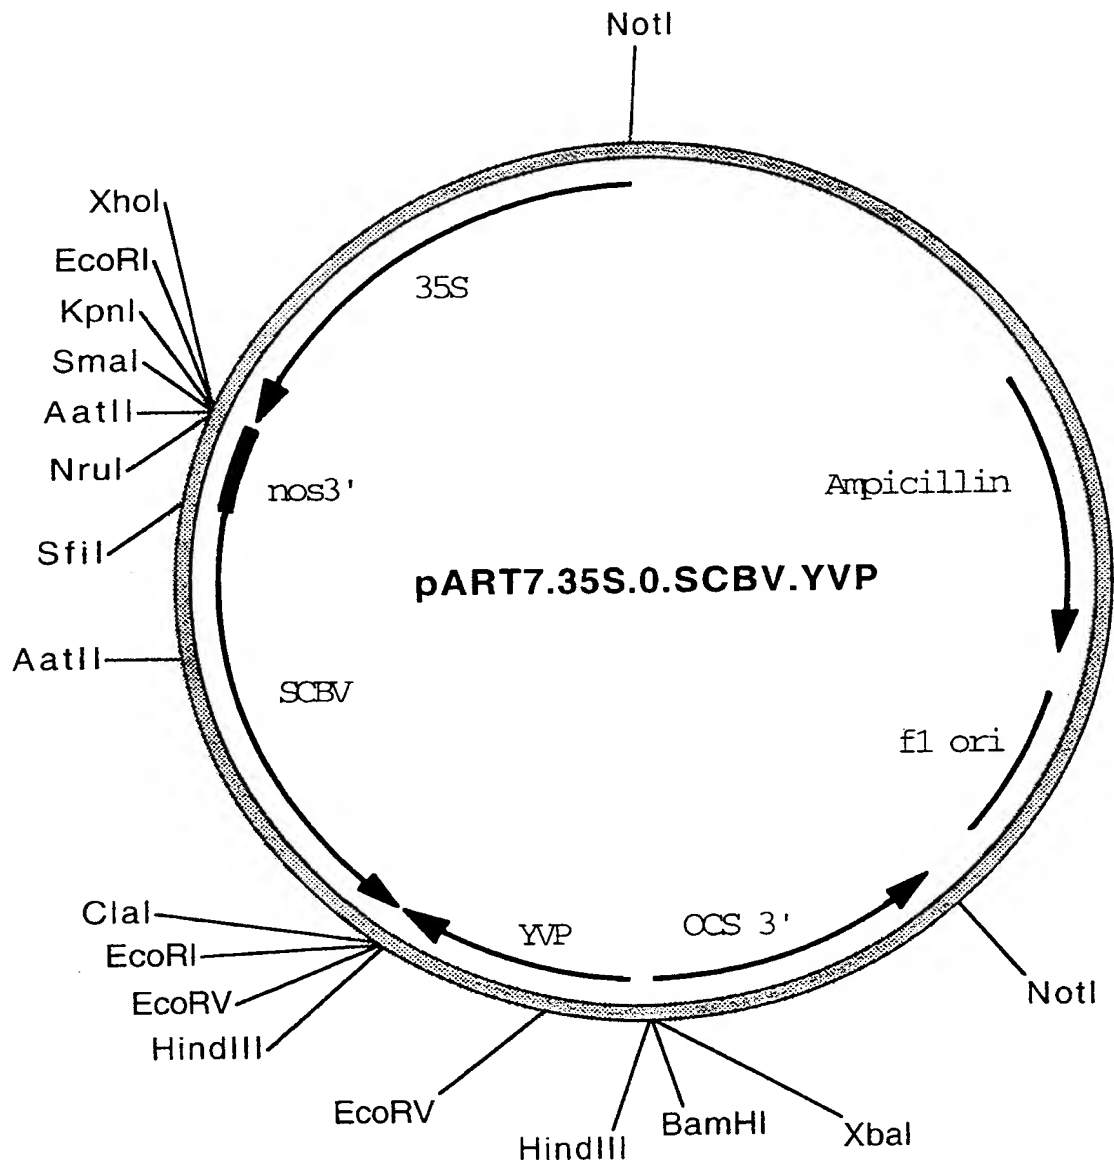 NotI
XhoI
EcoRI
KpnI
SmaI
AatII
NruI
SfiI
AatII
35S
nos3'
Ampicillin
pART7.35S.0.SCBV.YVP
SCBV
f1 ori
YVP
OCS 3'
ClaI
EcoRI
EcoRV
HindIII
EcoRV
HindIII
BamHI
XbaI
NotI